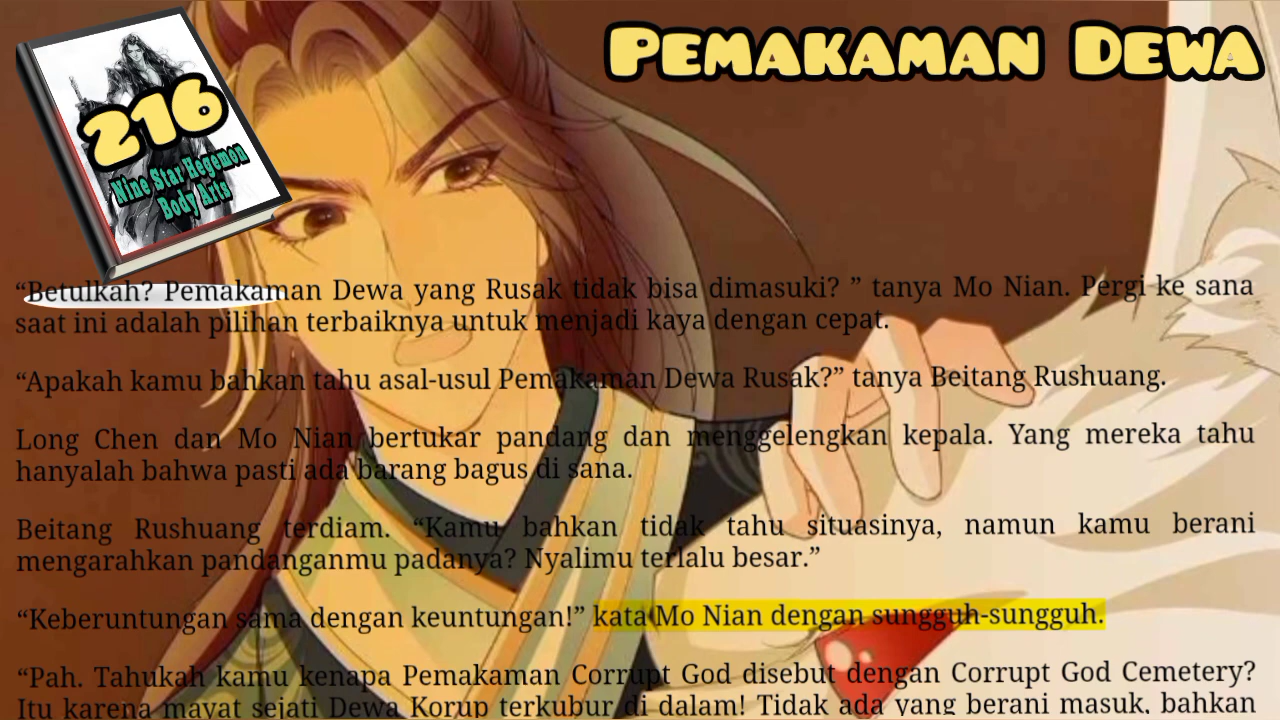 PEMAKAMAN DEWA
216
Nine Star Hegemon
Body Arts
“Betulkah? Pemakaman Dewa yang Rusak tidak bisa dimasuki? ” tanya Mo Nian. Pergi ke sana
saat ini adalah pilihan terbaiknya untuk menjadi kaya dengan cepat.
“Apakah kamu bahkan tahu asal-usul Pemakaman Dewa Rusak?” tanya Beitang Rushuang.
Long Chen dan Mo Nian bertukar pandang dan menggelengkan kepala. Yang mereka tahu
hanyalah bahwa pasti ada barang bagus di sana.
Beitang Rushuang terdiam. “Kamu bahkan tidak tahu situasinya, namun kamu berani
mengarahkan pandanganmu padanya? Nyalimu terlalu besar.”
“Keberuntungan sama dengan keuntungan!” kata Mo Nian dengan sungguh-sungguh.
“Pah. Tahukah kamu kenapa Pemakaman Corrupt God disebut dengan Corrupt God Cemetery?
Itu karena mayat sejati Dewa Korup terkubur di dalam! Tidak ada yang berani masuk, bahkan